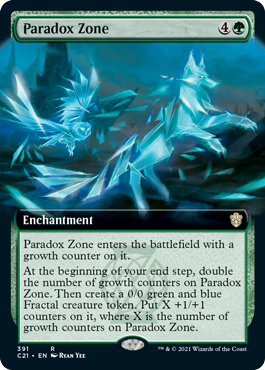 Paradox Zone 4
Enchantment
Paradox Zone enters the battlefield with a
growth counter on it.
At the beginning of your end step, double
the number of growth counters on Paradox
Zone. Then create a 0/0 green and blue
Fractal creature token. Put X +1/+1
counters on it, where X is the number of
growth counters on Paradox Zone.
391 R
C21 • EN Ryan Yee
™ & © 2021 Wizards of the Coast